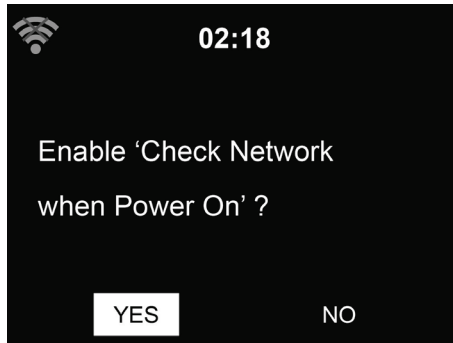 02:18
Enable ‘Check Network
when Power On’ ?
YES NO